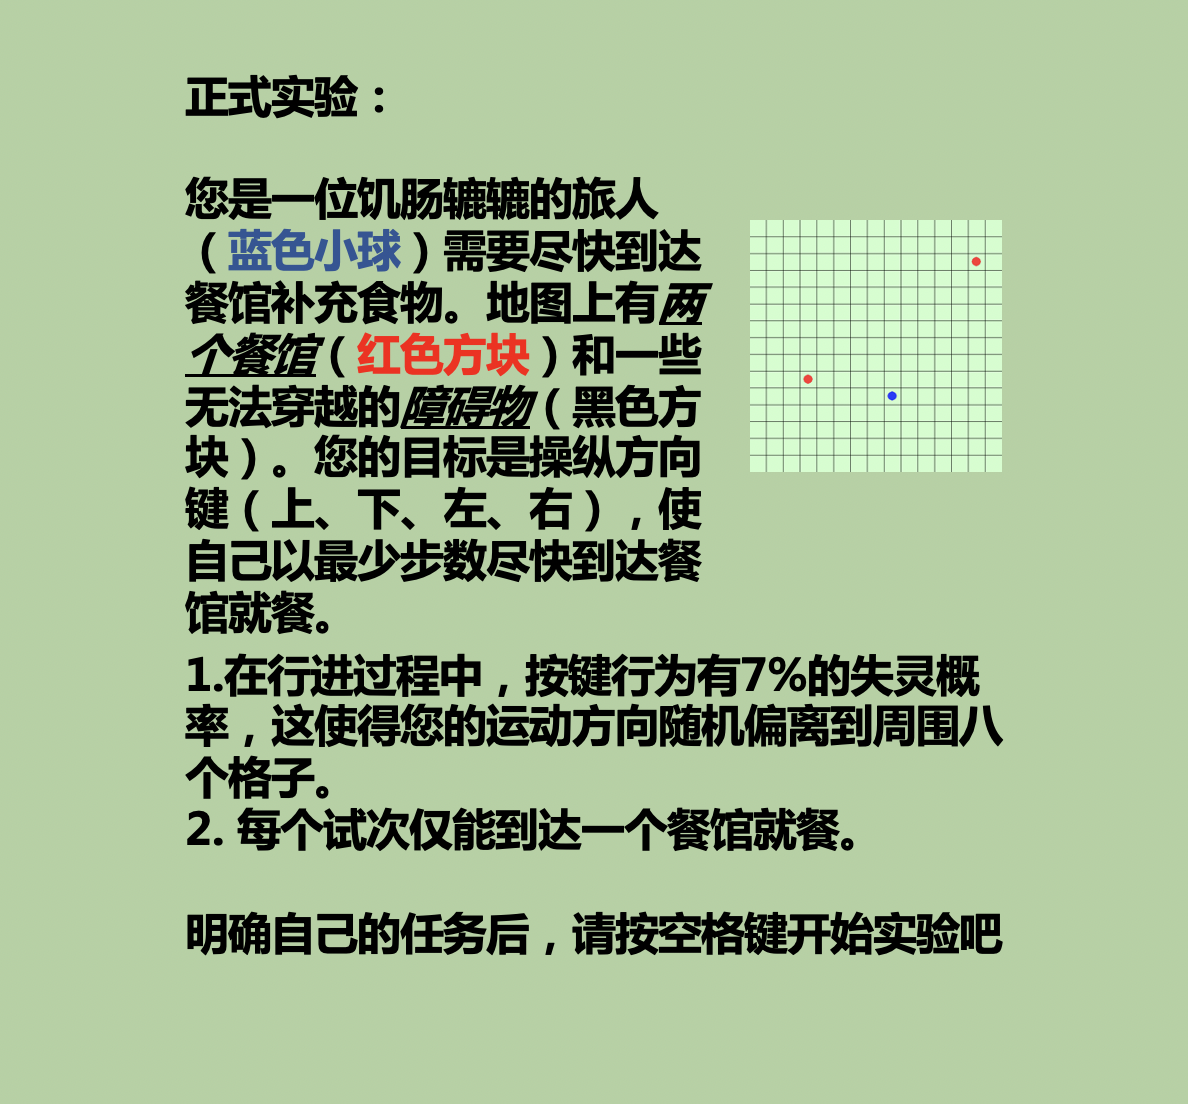 正式实验：
您是一位饥肠辘辘的旅人
（蓝色小球）需要尽快到达
餐馆补充食物。地图上有两
个餐馆（红色方块）和一些
无法穿越的障碍物（黑色方
块）。您的目标是操纵方向
键（上、下、左、右），使
自己以最少步数尽快到达餐
馆就餐。
1.在行进过程中，按键行为有7%的失灵概
率，这使得您的运动方向随机偏离到周围八
个格子。
2. 每个试次仅能到达一个餐馆就餐。
明确自己的任务后，请按空格键开始实验吧